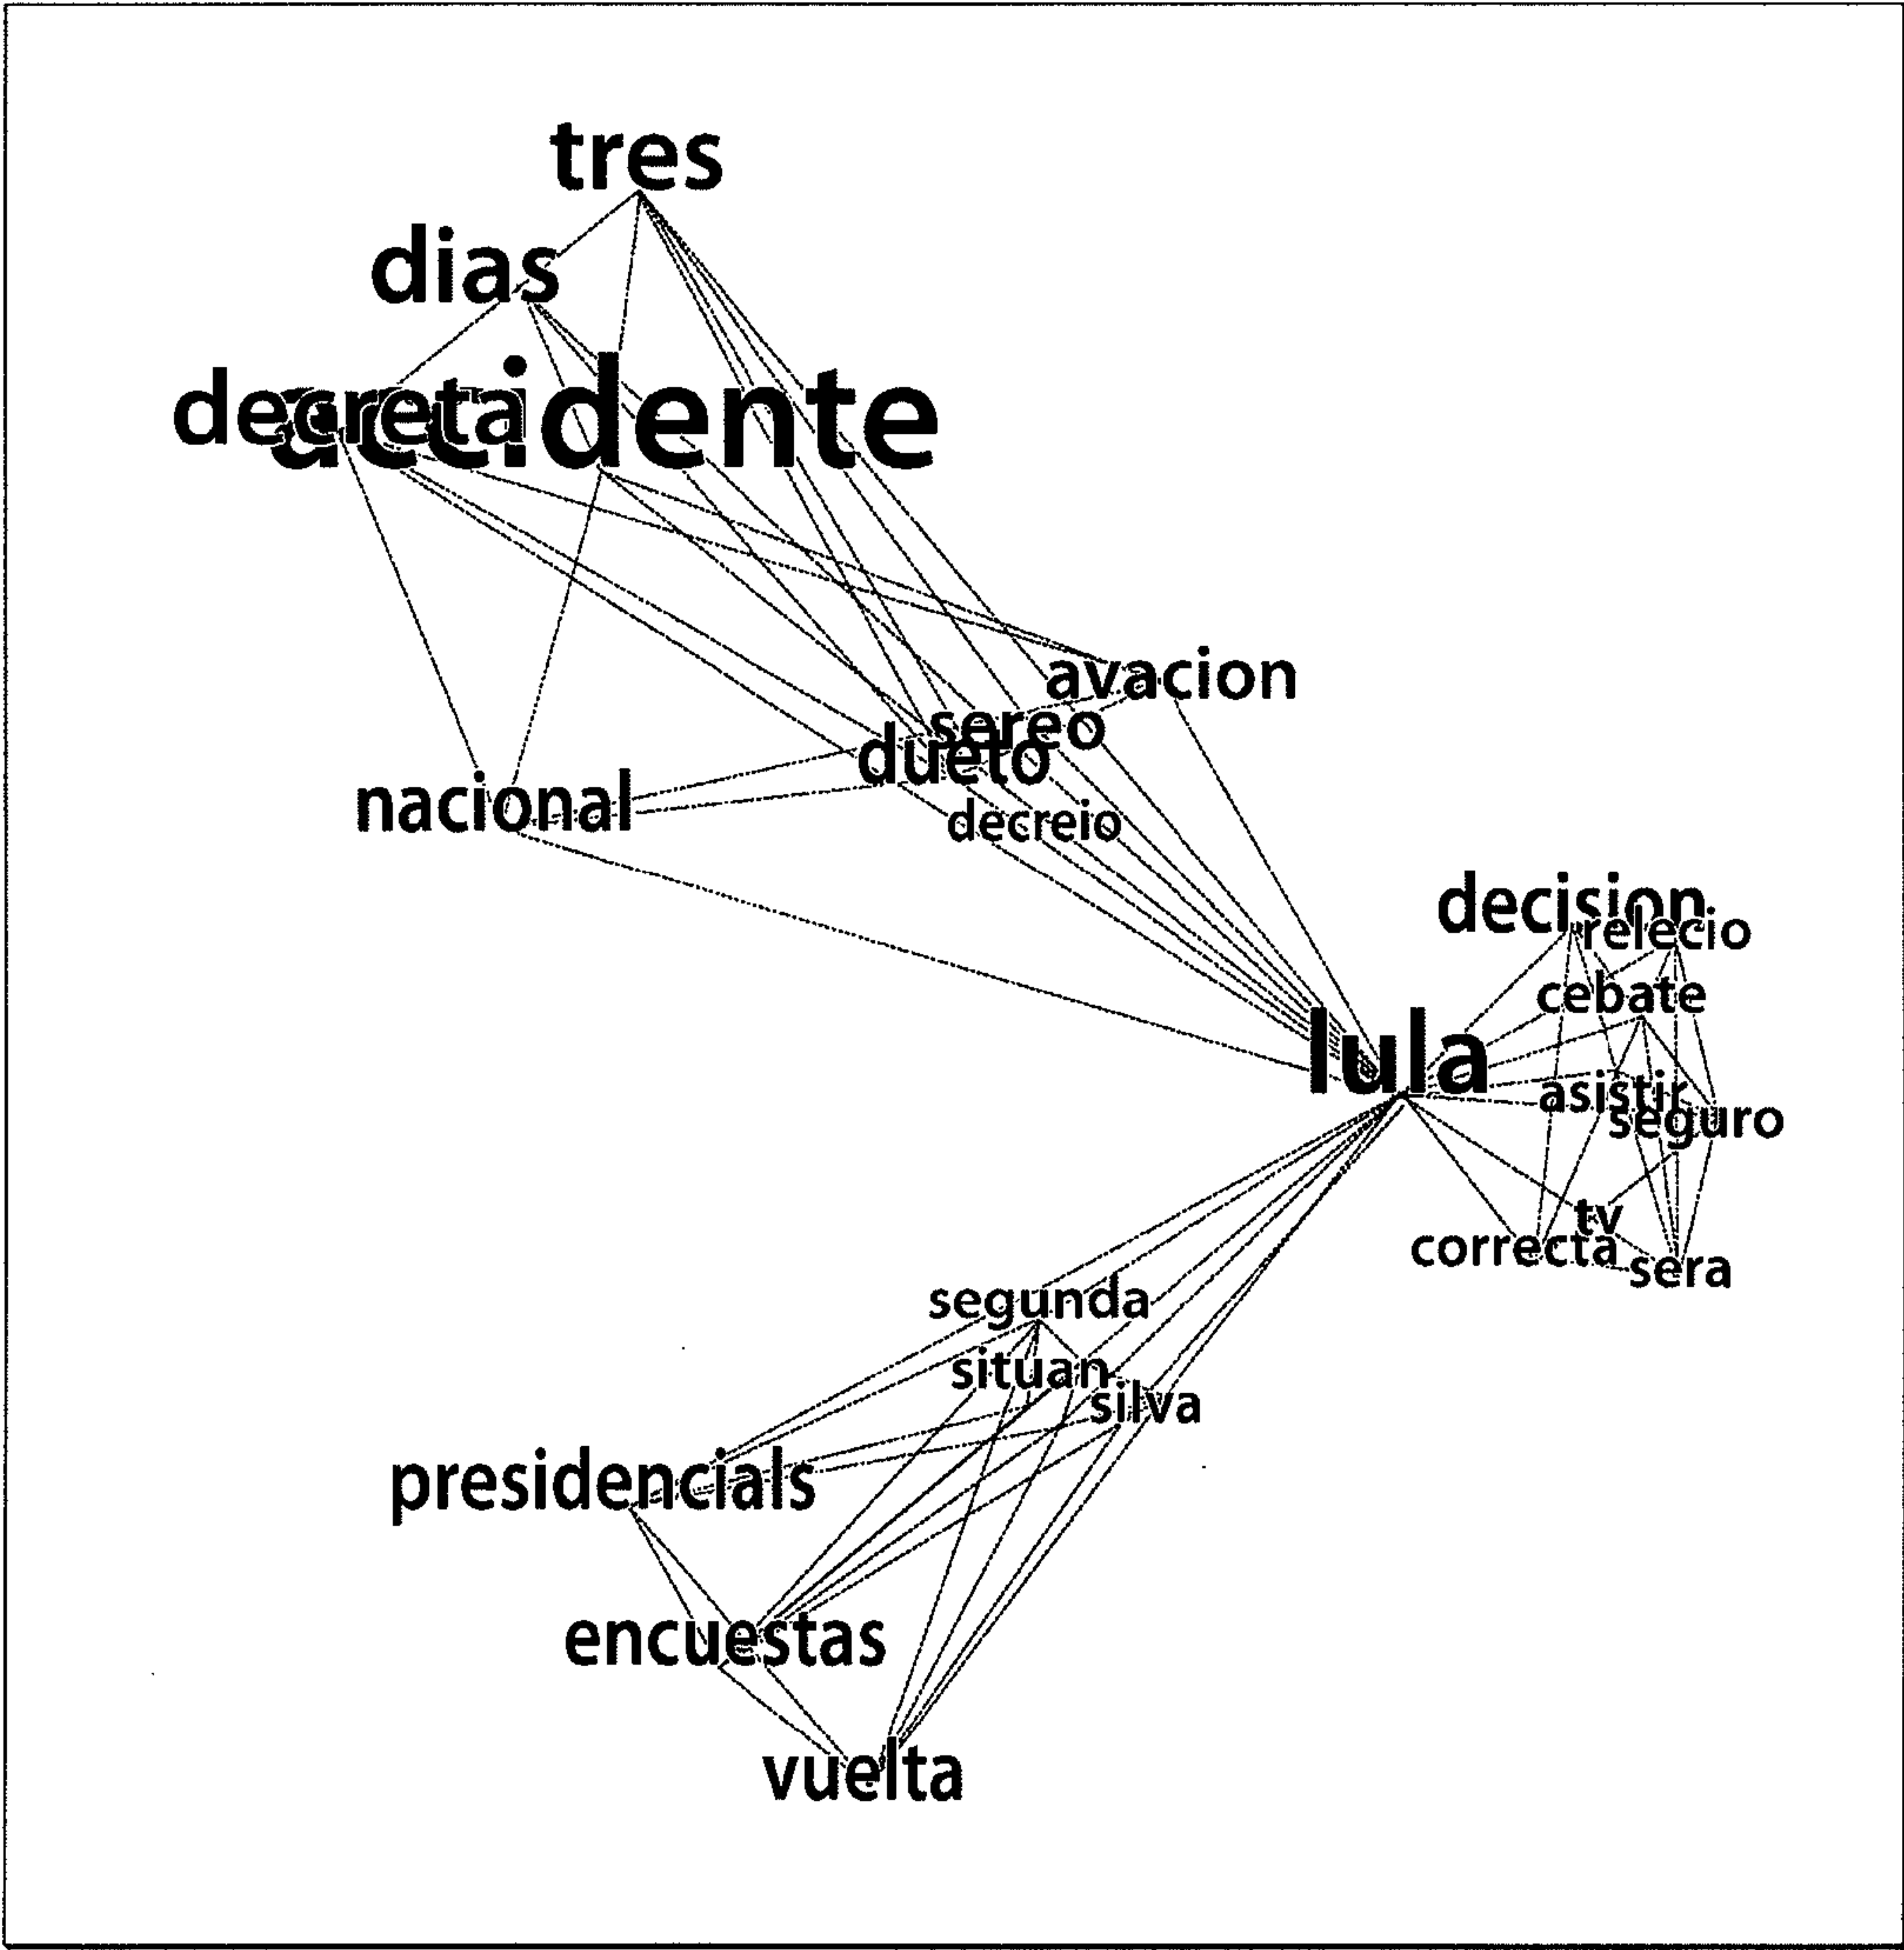 tres
dias
decreta
accidente
avacion
sereo
dueto
nacional
decreio
decision
relecio
cebate
lula
asistir
seguro
tv
correcta
sera
segunda
situan
silva
presidencials
encuestas
vuelta